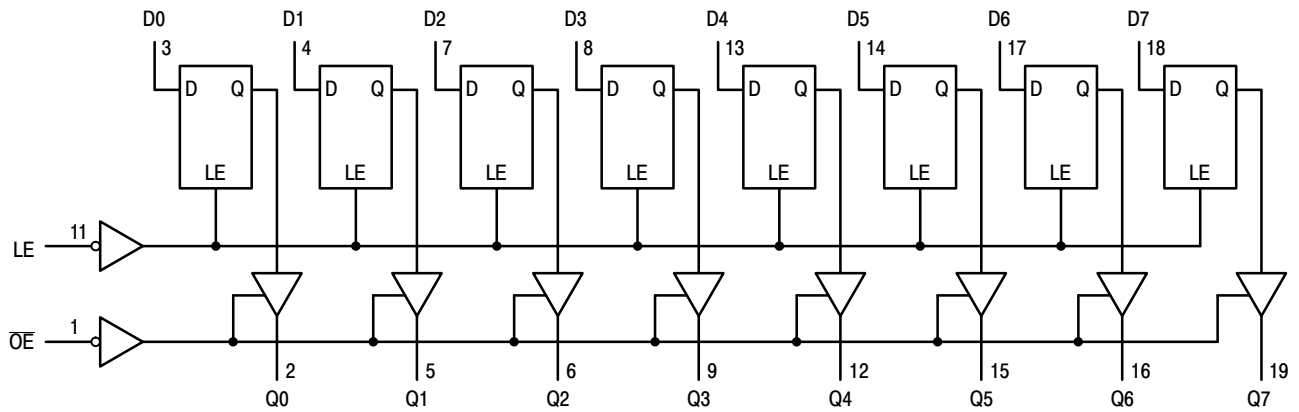 D0 D1 D2 D3 D4 D5 D6 D7
3 4 7 8 13 14 17 18
D Q D Q D Q D Q D Q D Q D Q D Q
LE LE LE LE LE LE LE LE
LE 11
OE 1
2 5 6 9 12 15 16 19
Q0 Q1 Q2 Q3 Q4 Q5 Q6 Q7